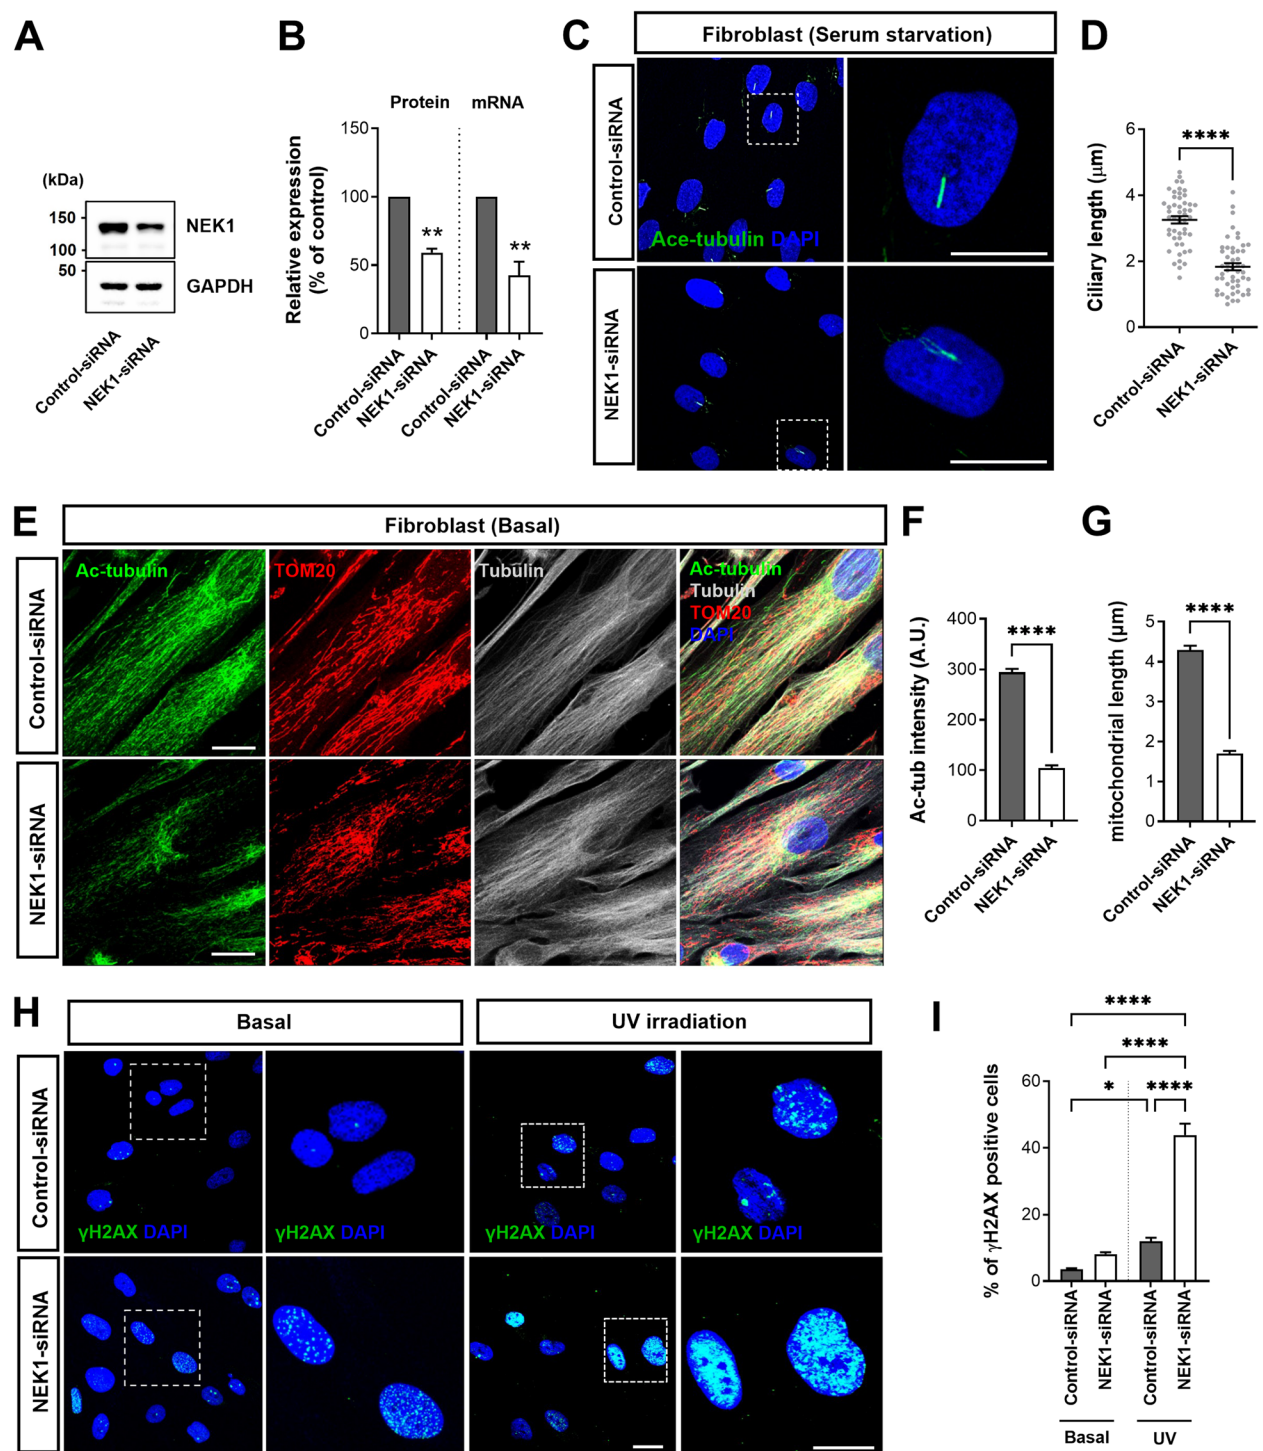 A
(kDa)
150
100
50
NEK1
GAPDH
Control-siRNA
NEK1-siRNA
B
Protein
mRNA
Relative expression
(% of control)
150
100
50
0
**
**
Control-siRNA
NEK1-siRNA
Control-siRNA
NEK1-siRNA
C
Fibroblast (Serum starvation)
Control-siRNA
NEK1-siRNA
Ace-tubulin DAPI
D
Ciliary length (μm)
6
4
2
0
****
Control-siRNA
NEK1-siRNA
E
Fibroblast (Basal)
Control-siRNA
NEK1-siRNA
Ac-tubulin
TOM20
Tubulin
Ac-tubulin
Tubulin
TOM20
DAPI
F
Ac-tub intensity (A.U.)
400
300
200
100
0
****
Control-siRNA
NEK1-siRNA
G
mitochondrial length (μm)
5
4
3
2
1
0
****
Control-siRNA
NEK1-siRNA
H
Basal
UV irradiation
Control-siRNA
NEK1-siRNA
γH2AX DAPI
γH2AX DAPI
γH2AX DAPI
γH2AX DAPI
I
% of γH2AX positive cells
60
40
20
0
****
****
*
****
Control-siRNA
NEK1-siRNA
Control-siRNA
NEK1-siRNA
Basal
UV